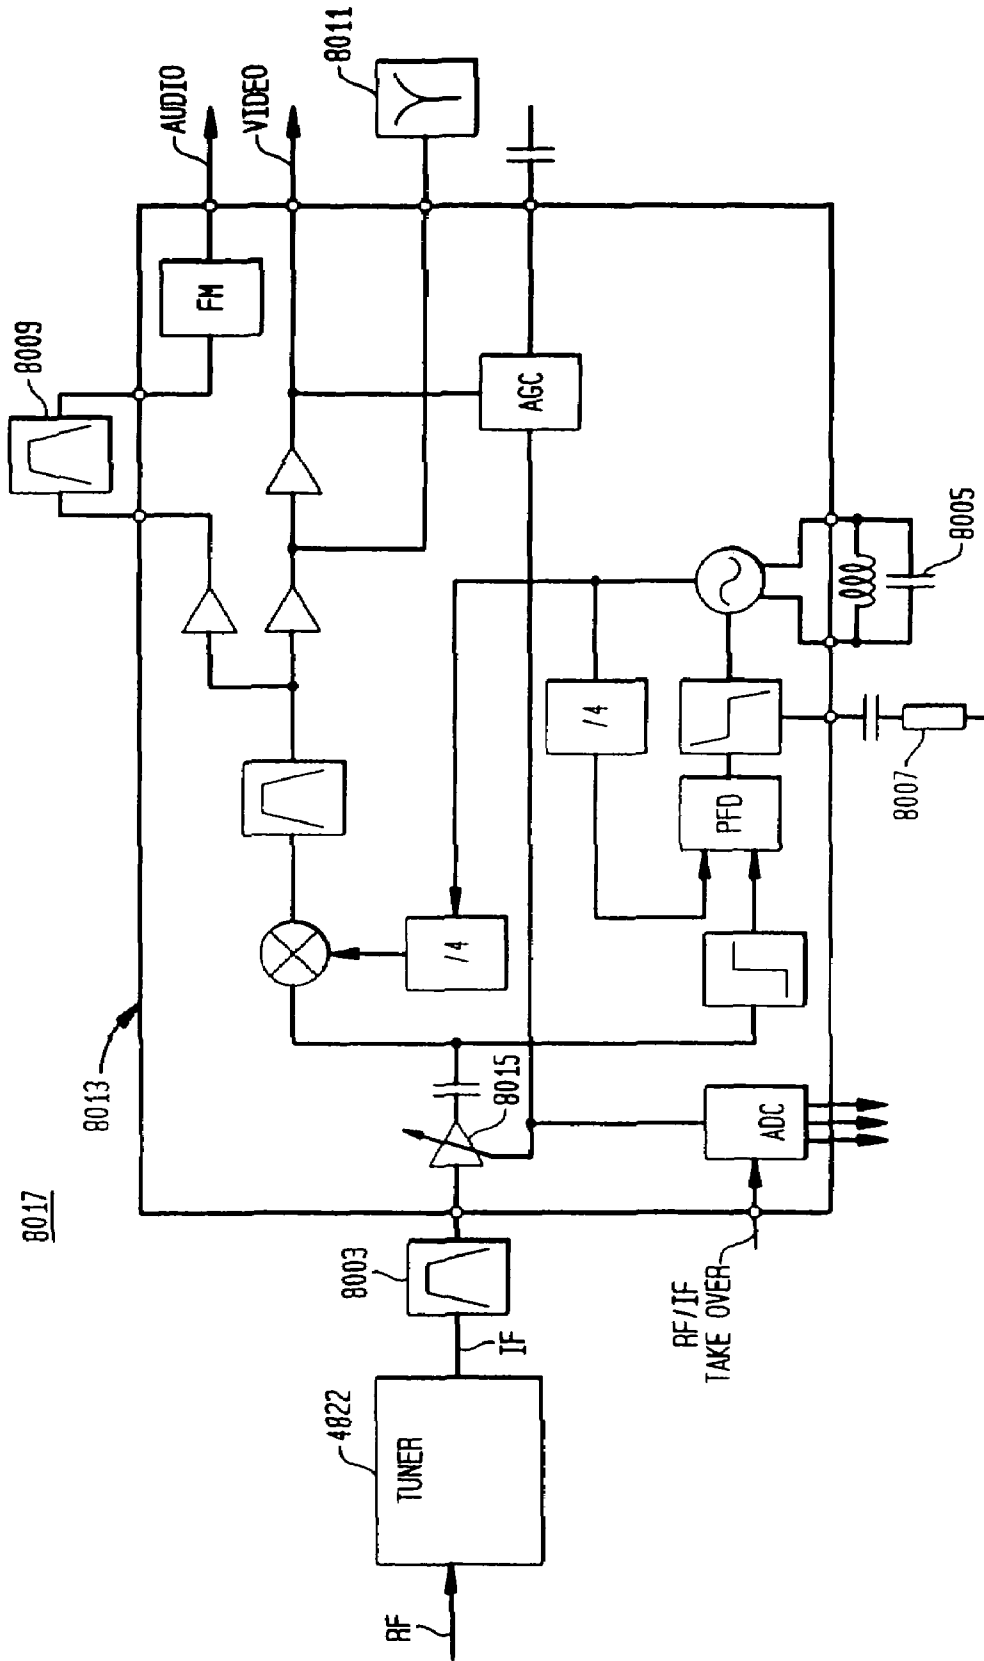 8017
RF
TUNER
4822
IF
8003
8013
8015
RF/IF
TAKE OVER
ADC
/4
/4
PFD
8007
8005
AGC
8009
FM
AUDIO
VIDEO
8011